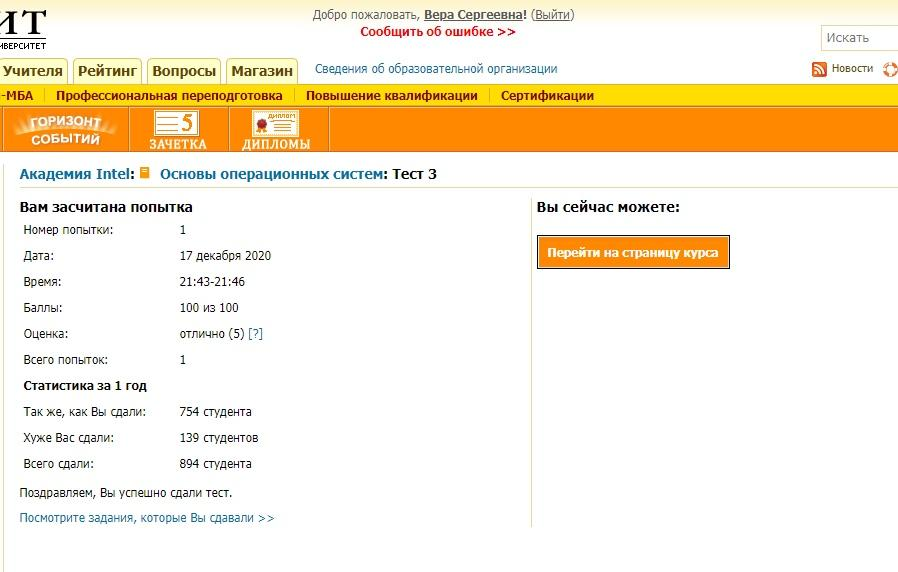 ИТ
ИВЕРСИТЕТ
Добро пожаловать, Вера Сергеевна! (Выйти)
Сообщить об ошибке >>
Искать
Учителя Рейтинг Вопросы Магазин Сведения об образовательной организации Новости
-МБА Профессиональная переподготовка Повышение квалификации Сертификации
ГОРИЗОНТ
СОБЫТИЙ
5
ЗАЧЕТКА
ДИПЛОМ
ДИПЛОМЫ
Академия Intel: Основы операционных систем: Тест 3
Вам засчитана попытка
Номер попытки: 1
Дата: 17 декабря 2020
Время: 21:43-21:46
Баллы: 100 из 100
Оценка: отлично (5) [?]
Всего попыток: 1
Статистика за 1 год
Так же, как Вы сдали: 754 студента
Хуже Вас сдали: 139 студентов
Всего сдали: 894 студента
Поздравляем, Вы успешно сдали тест.
Посмотрите задания, которые Вы сдавали >>
Вы сейчас можете:
Перейти на страницу курса